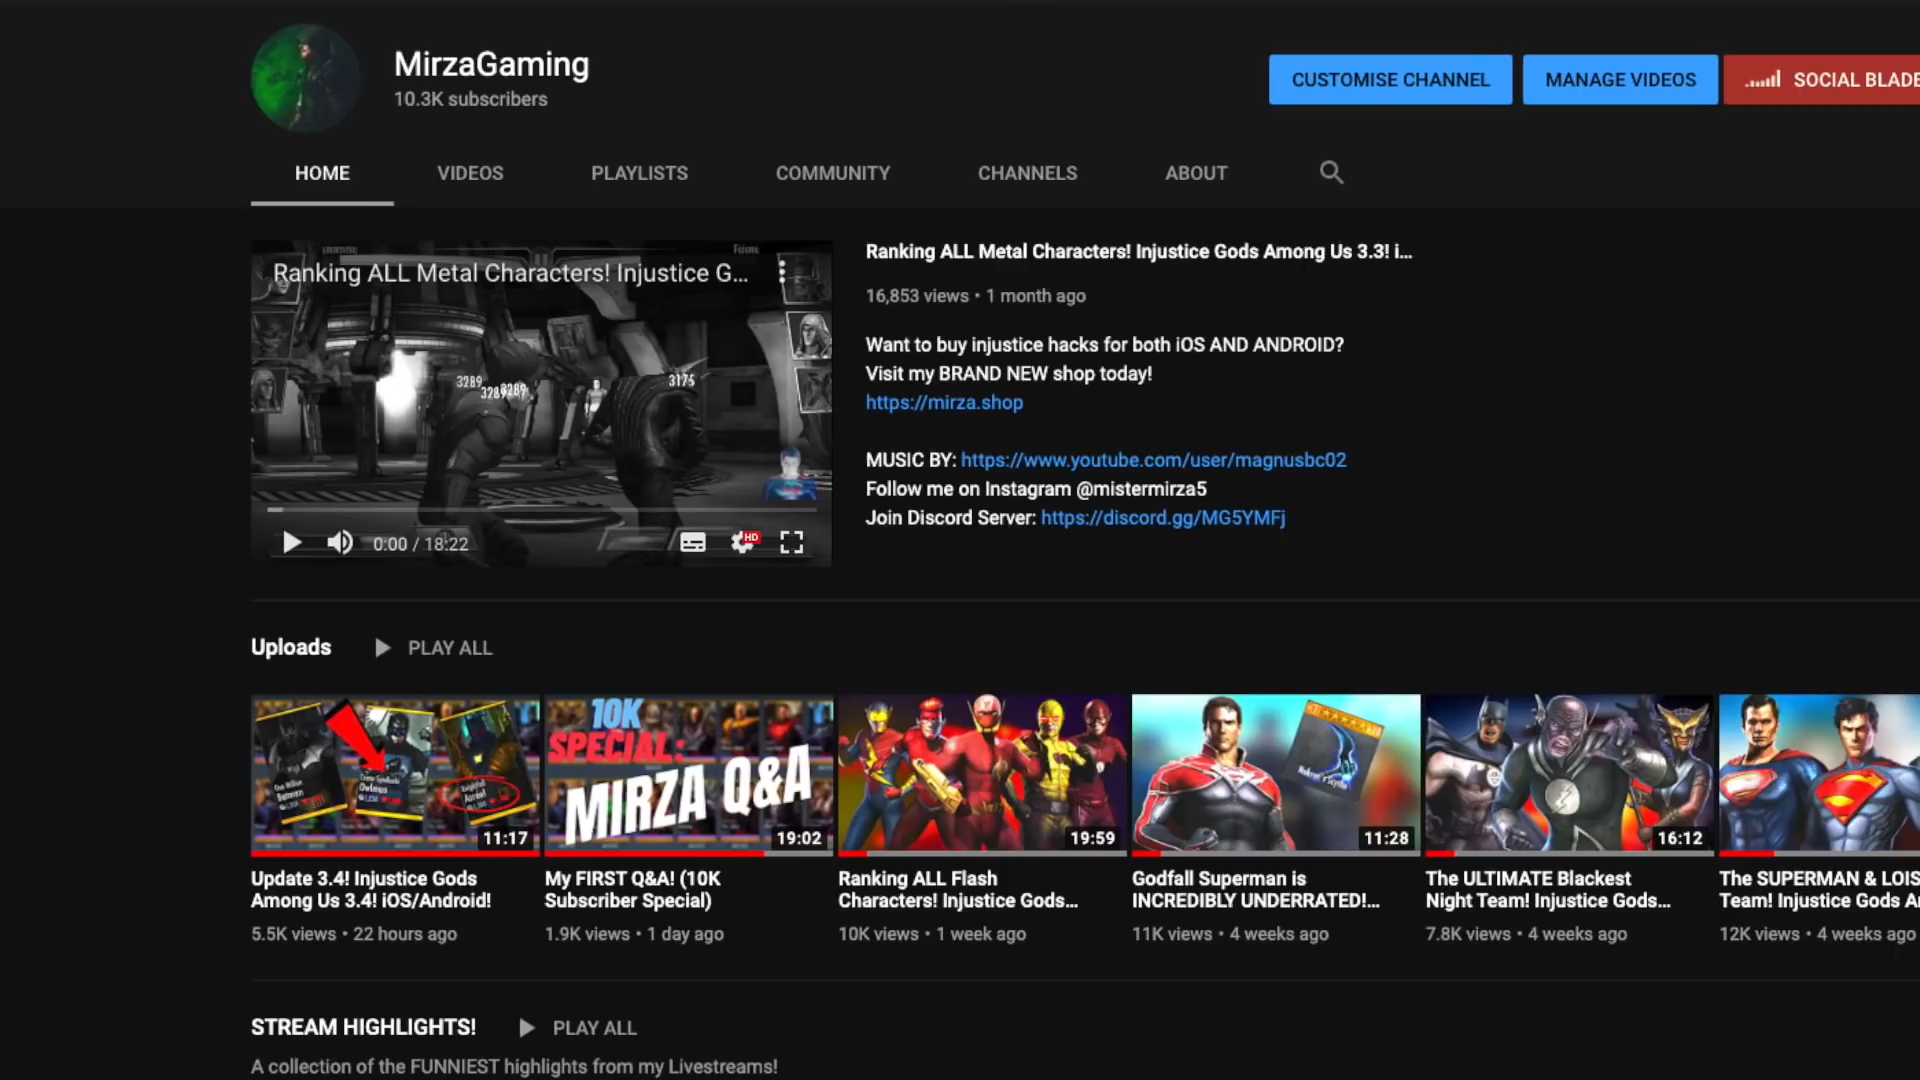 MirzaGaming
10.3K subscribers
CUSTOMISE CHANNEL
MANAGE VIDEOS
SOCIAL BLADE
HOME
VIDEOS
PLAYLISTS
COMMUNITY
CHANNELS
ABOUT
Ranking ALL Metal Characters! Injustice G...
3289
3289
3289
3175
0:00 / 18:22
HD
Ranking ALL Metal Characters! Injustice Gods Among Us 3.3! i...
16,853 views • 1 month ago
Want to buy injustice hacks for both iOS AND ANDROID?
Visit my BRAND NEW shop today!
https://mirza.shop
MUSIC BY: https://www.youtube.com/user/magnusbc02
Follow me on Instagram @mistermirza5
Join Discord Server: https://discord.gg/MG5YMFj
Uploads
PLAY ALL
11:17
10K
SPECIAL:
MIRZA Q&A
19:02
19:59
11:28
16:12
Update 3.4! Injustice Gods
Among Us 3.4! iOS/Android!
5.5K views • 22 hours ago
My FIRST Q&A! (10K
Subscriber Special)
1.9K views • 1 day ago
Ranking ALL Flash
Characters! Injustice Gods...
10K views • 1 week ago
Godfall Superman is
INCREDIBLY UNDERRATED!...
11K views • 4 weeks ago
The ULTIMATE Blackest
Night Team! Injustice Gods...
7.8K views • 4 weeks ago
The SUPERMAN & LOIS
Team! Injustice Gods A
12K views • 4 weeks ago
STREAM HIGHLIGHTS!
PLAY ALL
A collection of the FUNNIEST highlights from my Livestreams!